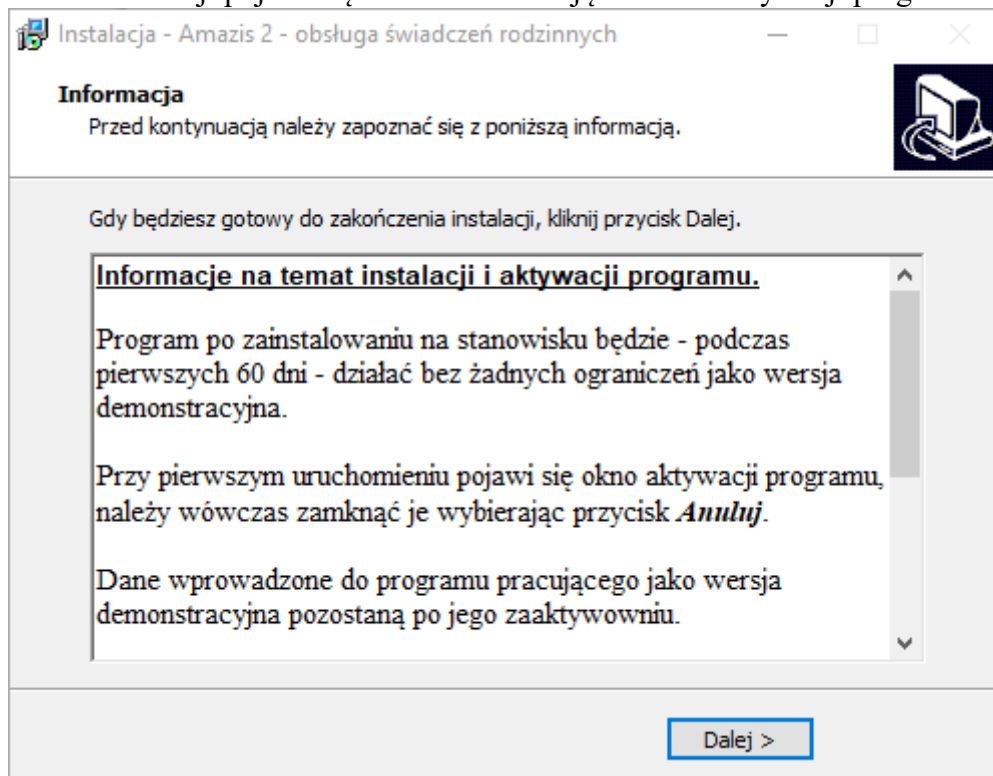 Instalacja - Amazis 2 - obsługa świadczeń rodzinnych
Informacja
Przed kontynuacją należy zapoznać się z poniższą informacją.
Gdy będziesz gotowy do zakończenia instalacji, kliknij przycisk Dalej.
Informacje na temat instalacji i aktywacji programu.
Program po zainstalowaniu na stanowisku będzie - podczas
pierwszych 60 dni - działać bez żadnych ograniczeń jako wersja
demonstracyjna.
Przy pierwszym uruchomieniu pojawi się okno aktywacji programu,
należy wówczas zamknąć je wybierając przycisk Anuluj.
Dane wprowadzone do programu pracującego jako wersja
demonstracyjna pozostaną po jego zaaktywowniu.
Dalej >